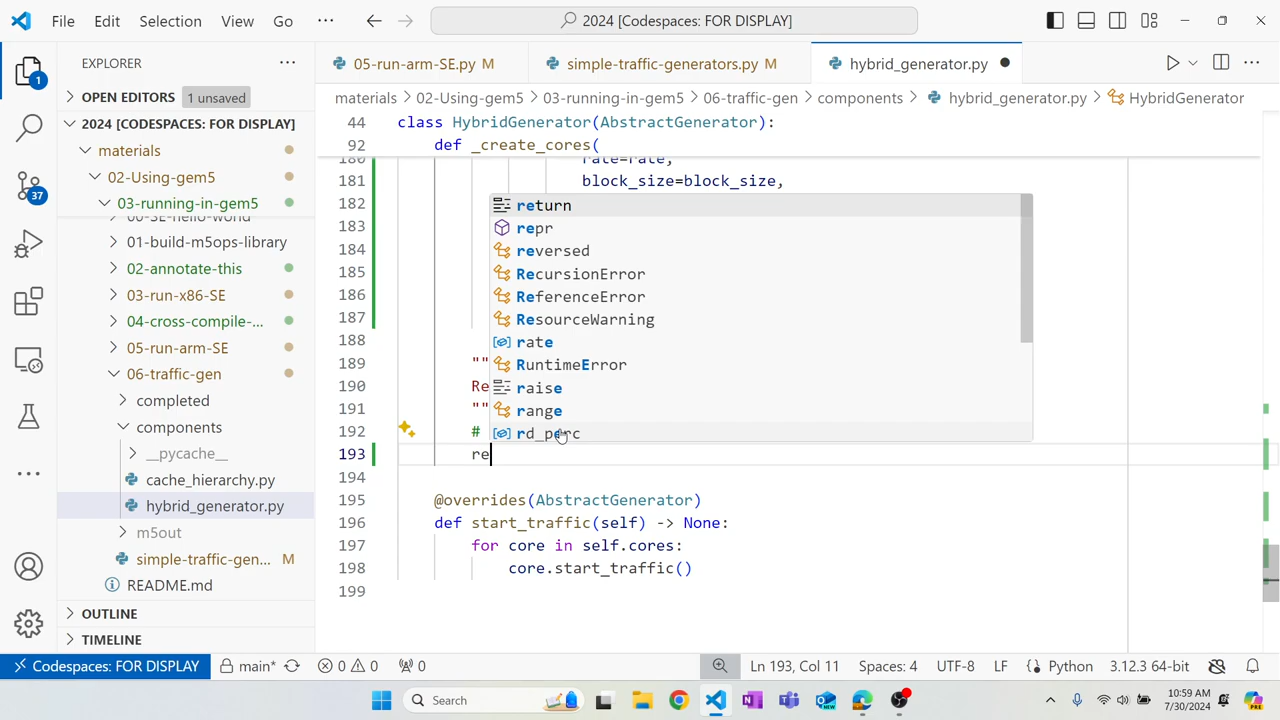 File Edit Selection View Go ··· 2024 [Codespaces: FOR DISPLAY]
EXPLORER
05-run-arm-SE.py M simple-traffic-generators.py M hybrid_generator.py
OPEN EDITORS 1 unsaved
materials > 02-Using-gem5 > 03-running-in-gem5 > 06-traffic-gen > components > hybrid_generator.py > HybridGenerator
2024 [CODESPACES: FOR DISPLAY]
materials
02-Using-gem5
03-running-in-gem5
00-SE-hello-world
01-build-m5ops-library
02-annotate-this
03-run-x86-SE
04-cross-compile-...
05-run-arm-SE
06-traffic-gen
completed
components
__pycache__
cache_hierarchy.py
hybrid_generator.py
m5out
simple-traffic-gen... M
README.md
OUTLINE
TIMELINE
44 class HybridGenerator(AbstractGenerator):
92 def _create_cores(
180 rate=rate,
181 block_size=block_size,
182
183
184
185
186
187
188
189 ""
190 Re
191 ""
192 #
193 re
194
195 @overrides(AbstractGenerator)
196 def start_traffic(self) -> None:
197 for core in self.cores:
198 core.start_traffic()
199
return
repr
reversed
RecursionError
ReferenceError
ResourceWarning
rate
RuntimeError
raise
range
rd_perc
1
37
Codespaces: FOR DISPLAY main* 0 0 0 Ln 193, Col 11 Spaces: 4 UTF-8 LF Python 3.12.3 64-bit
Search
10:59 AM
7/30/2024